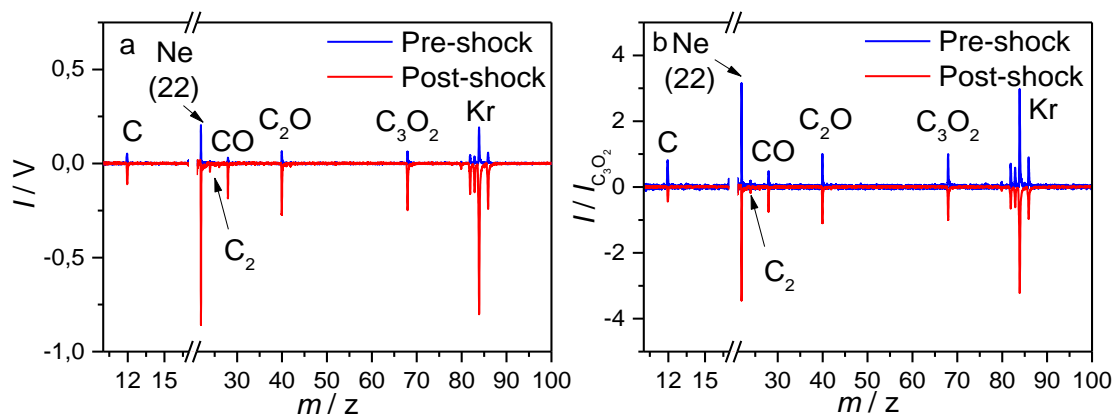 a
Pre-shock
Post-shock
Ne
(22)
C
CO
C₂O
C₃O₂
Kr
C₂
0,5
0,0
-0,5
-1,0
I / V
12 15 30 40 50 60 70 80 90 100
m / z
b
Pre-shock
Post-shock
Ne
(22)
C
CO
C₂O
C₃O₂
Kr
C₂
4
2
0
-2
-4
I / I C₃O₂
12 15 30 40 50 60 70 80 90 100
m / z